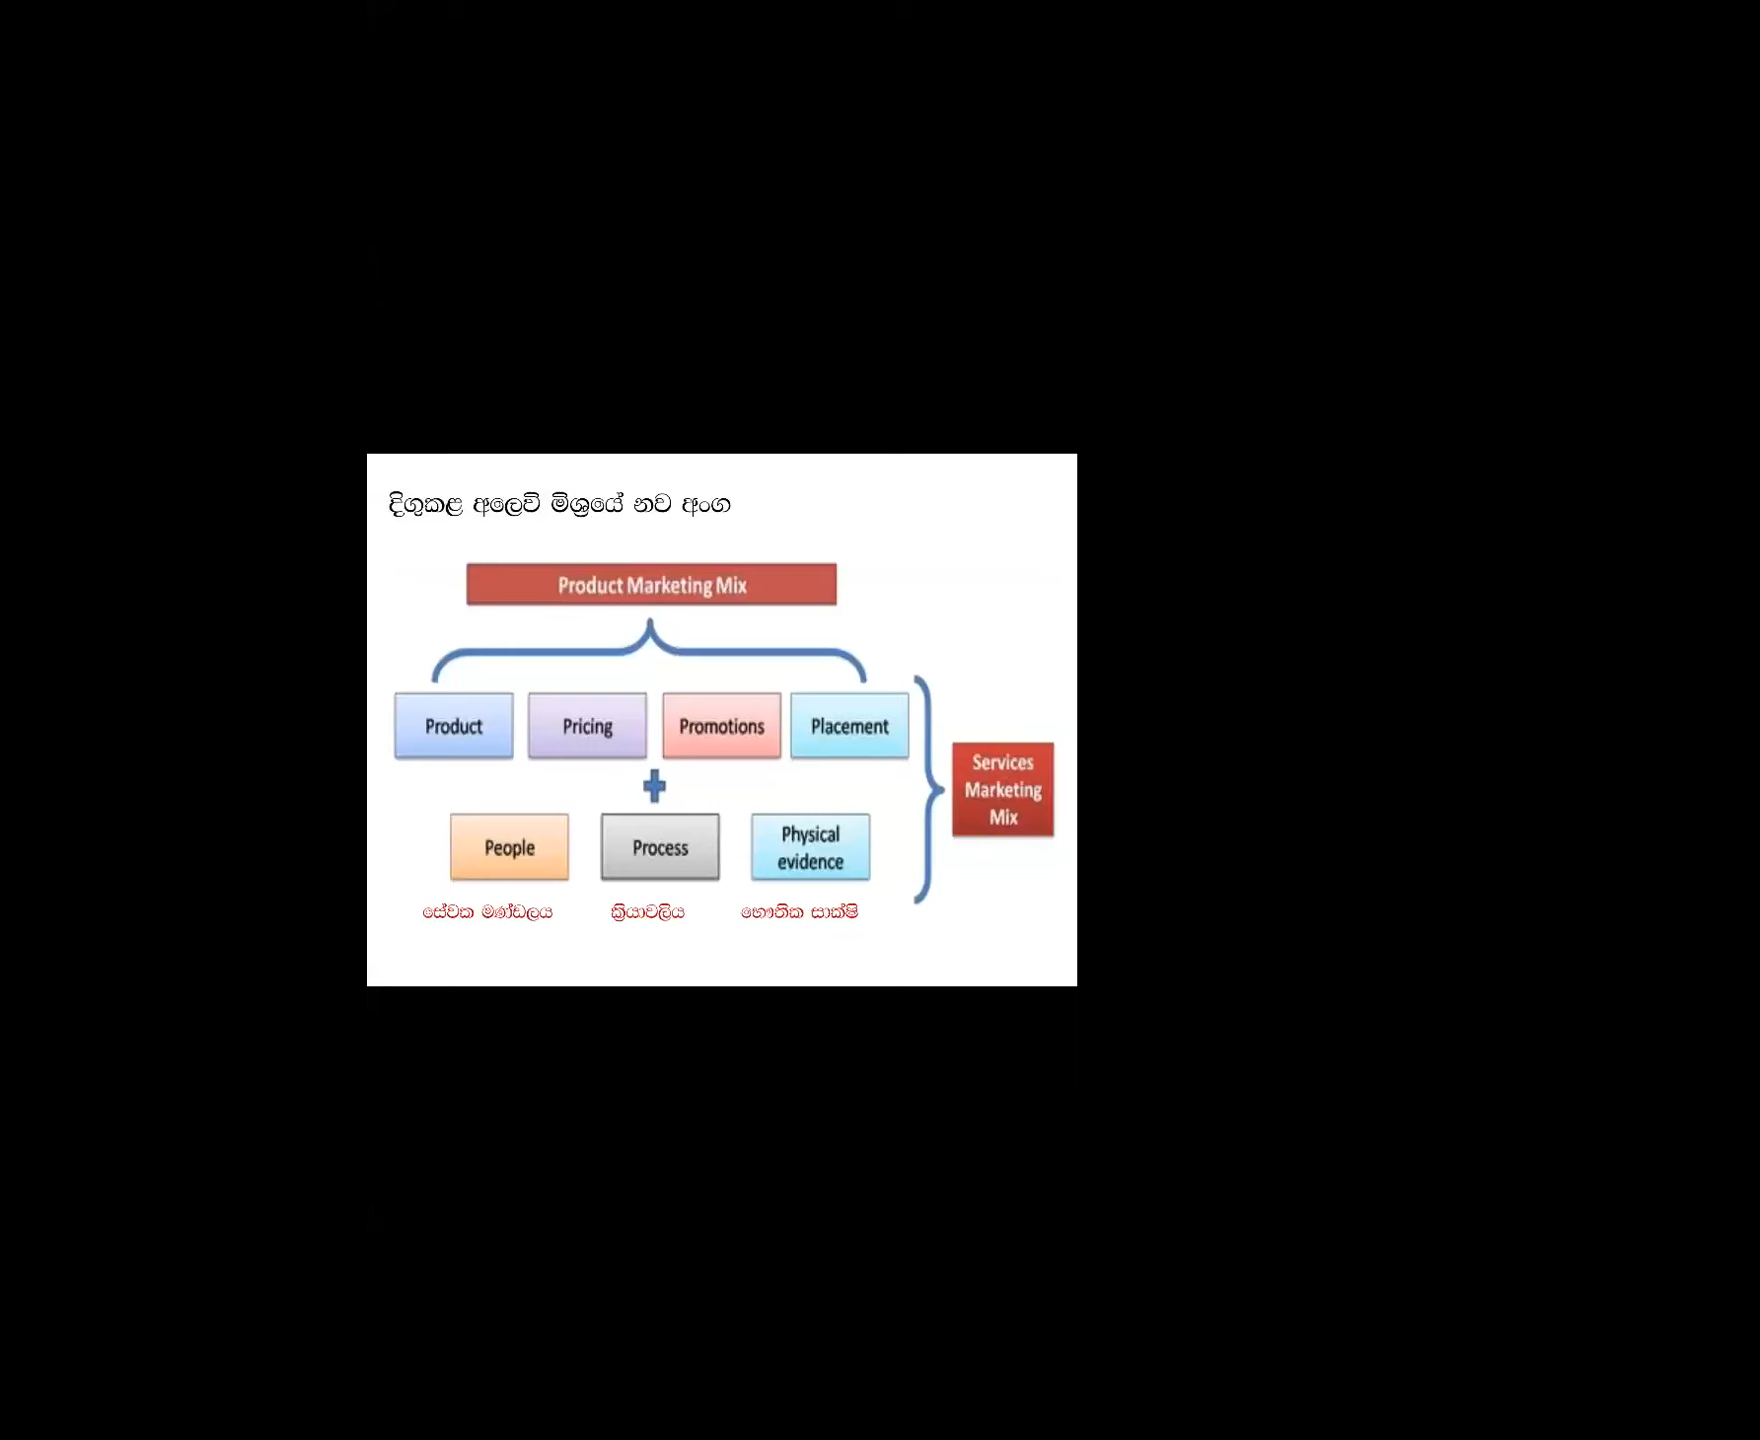 දිගුකළ අලෙවි මිශ්‍රයේ නව අංග
Product Marketing Mix
Product
Pricing
Promotions
Placement
Services
Marketing
Mix
People
Process
Physical
evidence
සේවක මණ්ඩලය
ක්‍රියාවලිය
භෞතික සාක්ෂි